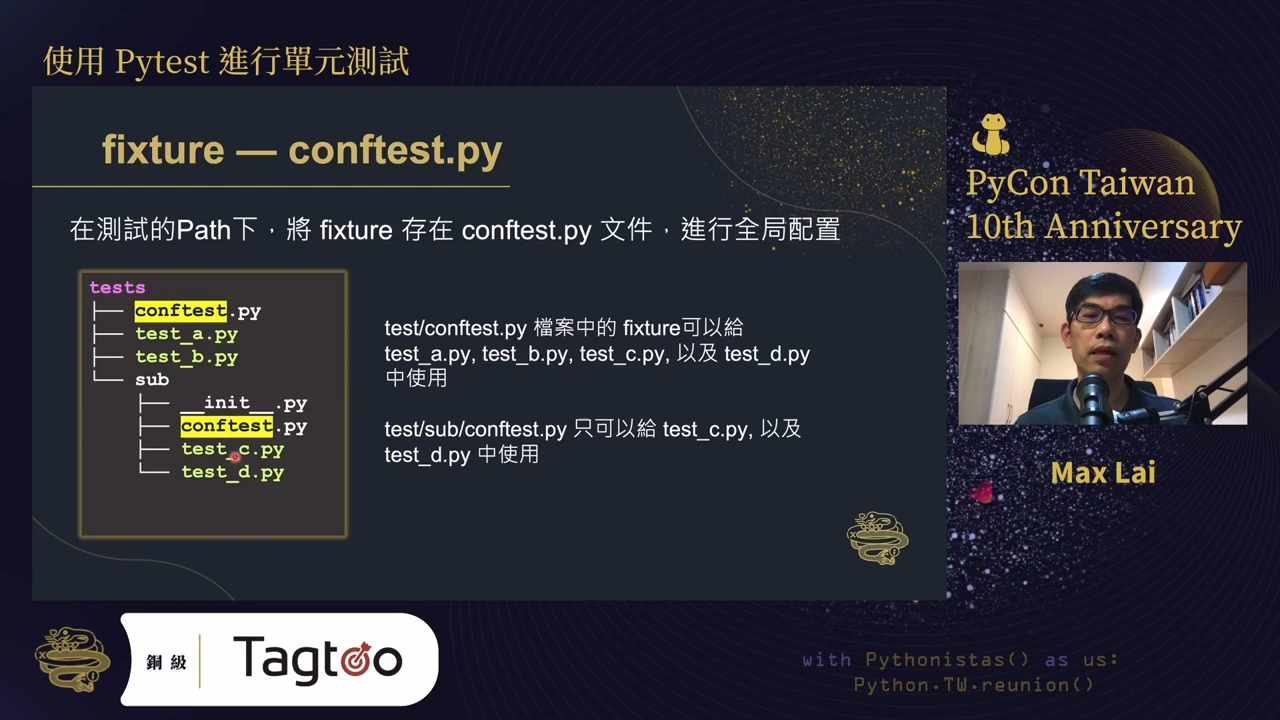 使用 Pytest 進行單元測試
fixture — conftest.py
在測試的Path下，將 fixture 存在 conftest.py 文件，進行全局配置
tests
├── conftest.py
├── test_a.py
├── test_b.py
└── sub
├── __init__.py
├── conftest.py
├── test_c.py
└── test_d.py
test/conftest.py 檔案中的 fixture可以給
test_a.py, test_b.py, test_c.py, 以及 test_d.py
中使用
test/sub/conftest.py 只可以給 test_c.py, 以及
test_d.py 中使用
PyCon Taiwan
10th Anniversary
Max Lai
銅級
Tagtoo
with Pythonistas() as us:
Python.TW.reunion()